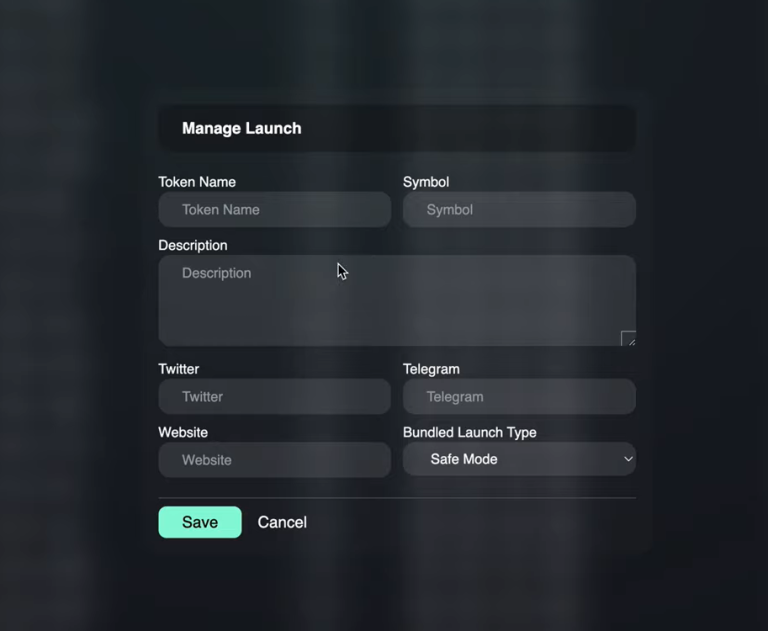 Manage Launch
Token Name Symbol
Token Name Symbol
Description
Description
Twitter Telegram
Twitter Telegram
Website Bundled Launch Type
Website Safe Mode
Save Cancel